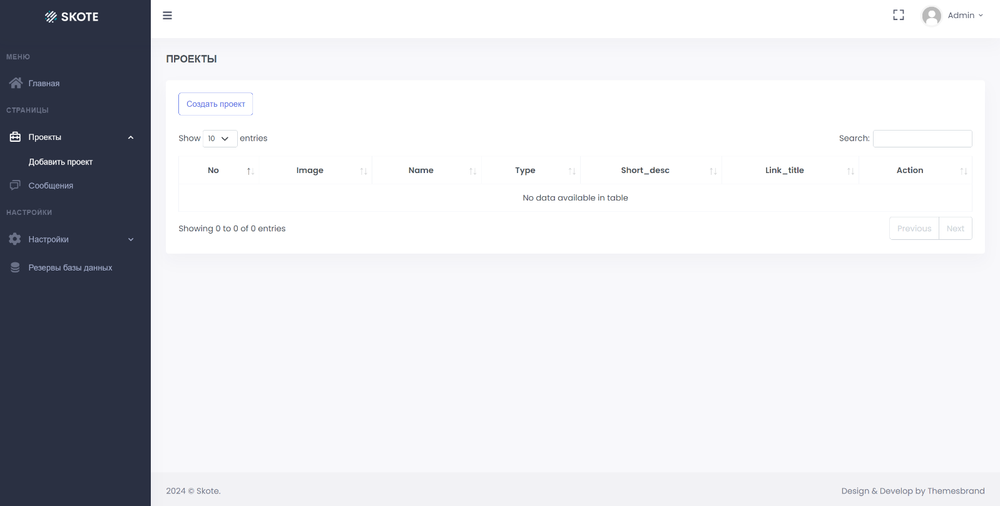 SKOTE
Admin
МЕНЮ
Главная
СТРАНИЦЫ
Проекты
Добавить проект
Сообщения
НАСТРОЙКИ
Настройки
Резервы базы данных
ПРОЕКТЫ
Создать проект
Show 10 entries
Search:
No Image Name Type Short_desc Link_title Action
No data available in table
Showing 0 to 0 of 0 entries
Previous Next
2024 © Skote.
Design & Develop by Themesbrand